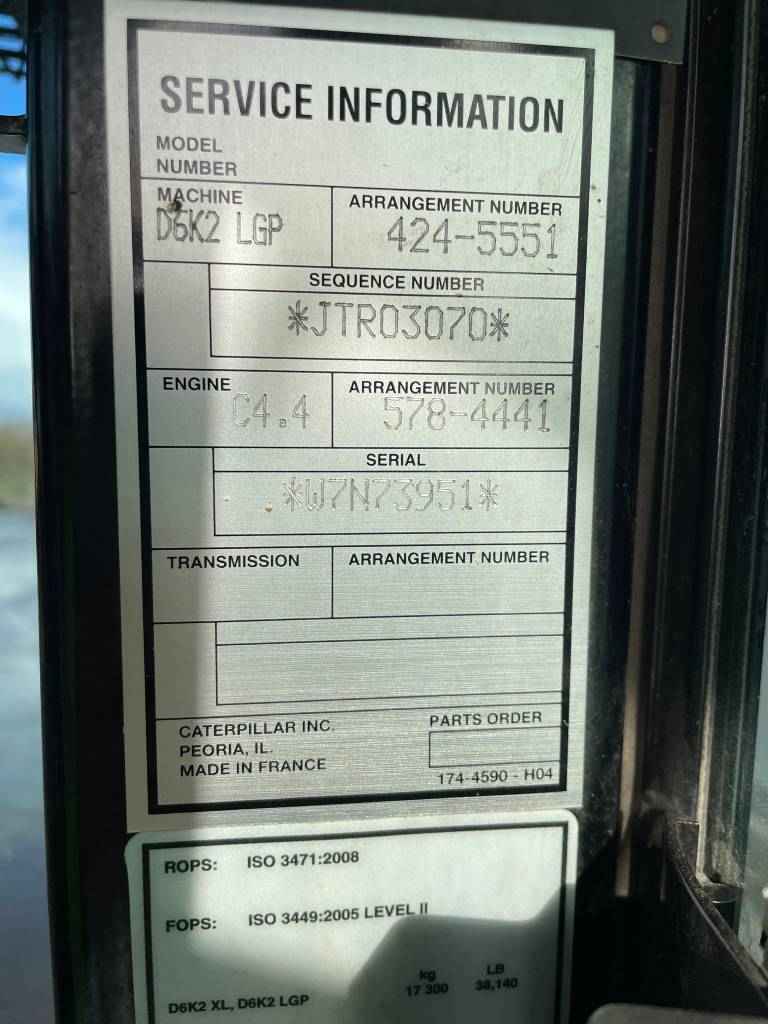 SERVICE INFORMATION
MODEL
NUMBER
MACHINE
D6K2 LGP
ARRANGEMENT NUMBER
424-5551
SEQUENCE NUMBER
*JTR03070*
ENGINE
C4.4
ARRANGEMENT NUMBER
578-4441
SERIAL
*W7N73951*
TRANSMISSION
ARRANGEMENT NUMBER
CATERPILLAR INC.
PEORIA, IL.
MADE IN FRANCE
PARTS ORDER
174-4590 - H04
ROPS: ISO 3471:2008
FOPS: ISO 3449:2005 LEVEL II
kg LB
D6K2 XL, D6K2 LGP 17 300 38,140